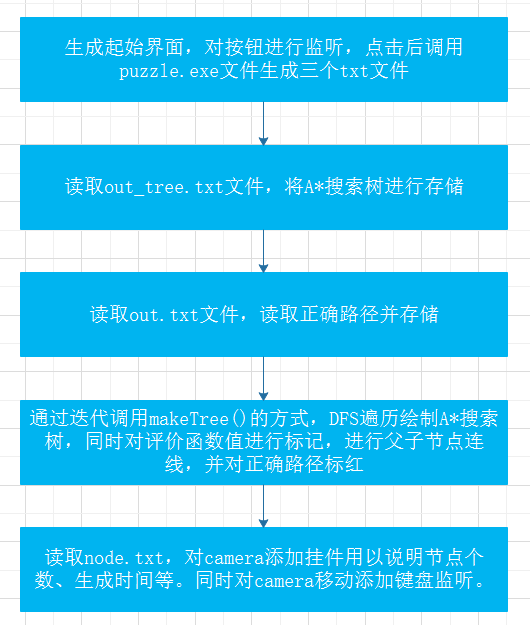 生成起始界面，对按钮进行监听，点击后调用
puzzle.exe文件生成三个txt文件
读取out_tree.txt文件，将A*搜索树进行存储
读取out.txt文件，读取正确路径并存储
通过迭代调用makeTree()的方式，DFS遍历绘制A*搜索
树，同时对评价函数值进行标记，进行父子节点连
线，并对正确路径标红
读取node.txt，对camera添加挂件用以说明节点个
数、生成时间等。同时对camera移动添加键盘监听。